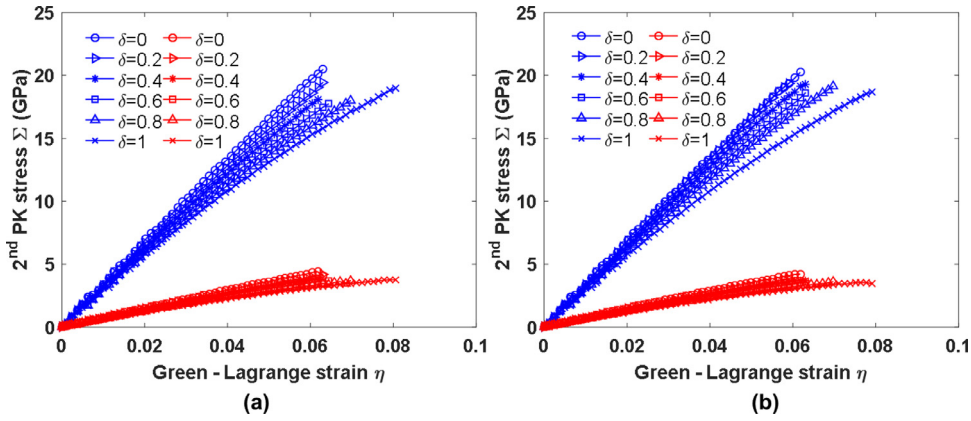 25
20
15
10
5
0
2nd PK stress Σ (GPa)
δ=0 δ=0
δ=0.2 δ=0.2
δ=0.4 δ=0.4
δ=0.6 δ=0.6
δ=0.8 δ=0.8
δ=1 δ=1
0 0.02 0.04 0.06 0.08 0.1
Green - Lagrange strain η
(a)
25
20
15
10
5
0
2nd PK stress Σ (GPa)
δ=0 δ=0
δ=0.2 δ=0.2
δ=0.4 δ=0.4
δ=0.6 δ=0.6
δ=0.8 δ=0.8
δ=1 δ=1
0 0.02 0.04 0.06 0.08 0.1
Green - Lagrange strain η
(b)